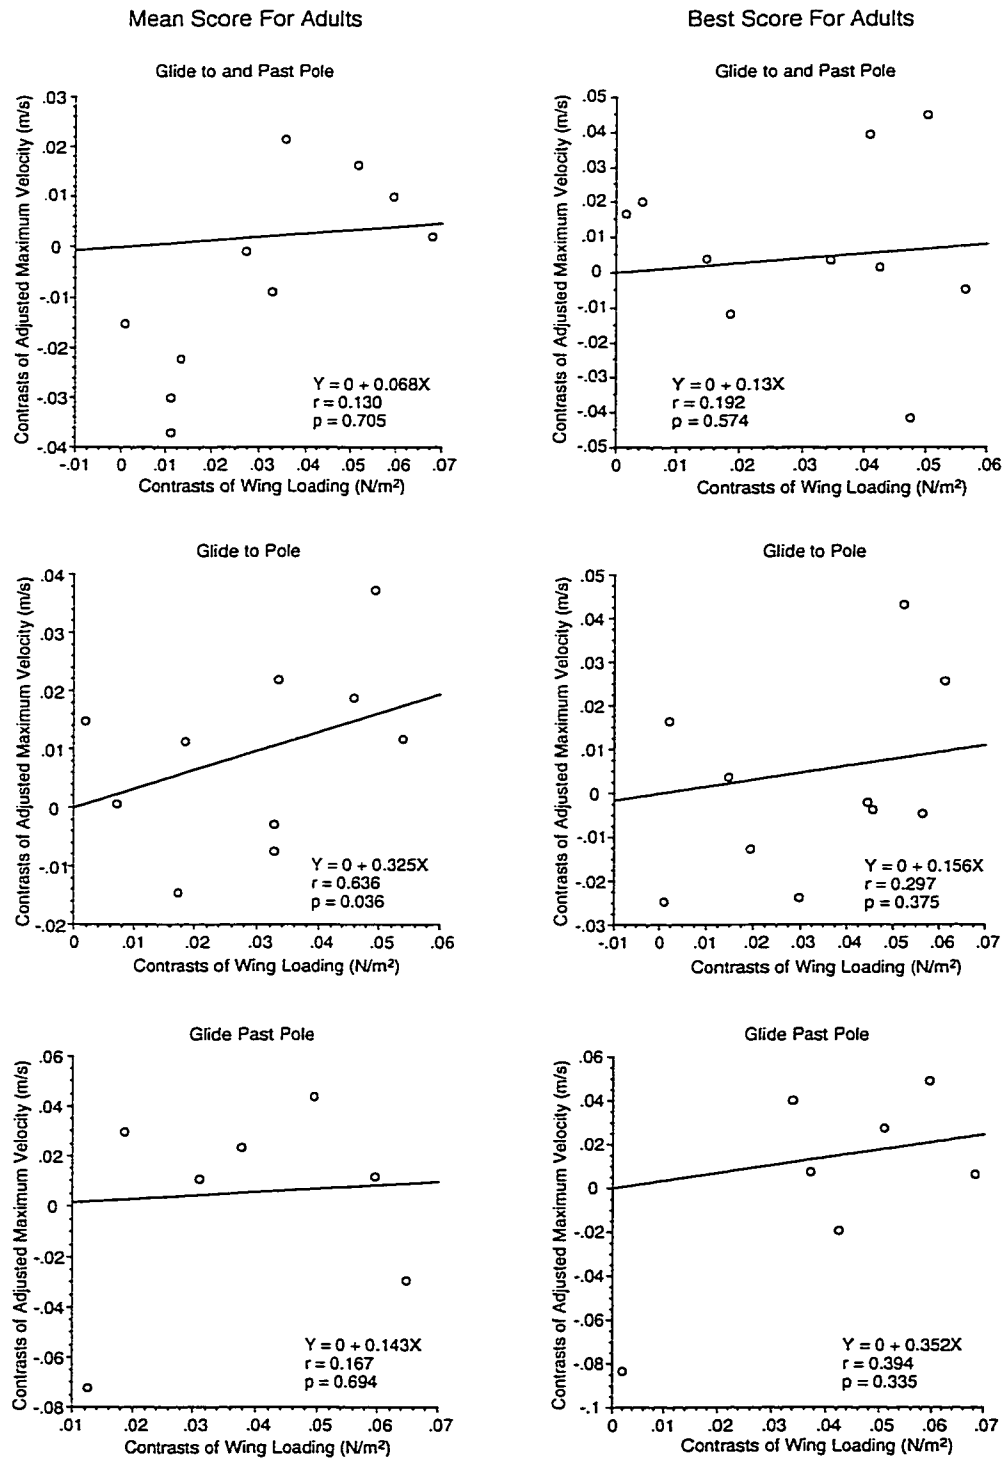 Mean Score For Adults
Best Score For Adults
Glide to and Past Pole
Contrasts of Adjusted Maximum Velocity (m/s)
.03
.02
.01
0
-.01
-.02
-.03
-.04
Y = 0 + 0.068X
r = 0.130
p = 0.705
-.01 0 .01 .02 .03 .04 .05 .06 .07
Contrasts of Wing Loading (N/m²)
Glide to and Past Pole
Contrasts of Adjusted Maximum Velocity (m/s)
.05
.04
.03
.02
.01
0
-.01
-.02
-.03
-.04
-.05
Y = 0 + 0.13X
r = 0.192
p = 0.574
0 .01 .02 .03 .04 .05 .06
Contrasts of Wing Loading (N/m²)
Glide to Pole
Contrasts of Adjusted Maximum Velocity (m/s)
.04
.03
.02
.01
0
-.01
-.02
Y = 0 + 0.325X
r = 0.636
p = 0.036
0 .01 .02 .03 .04 .05 .06
Contrasts of Wing Loading (N/m²)
Glide to Pole
Contrasts of Adjusted Maximum Velocity (m/s)
.05
.04
.03
.02
.01
0
-.01
-.02
-.03
Y = 0 + 0.156X
r = 0.297
p = 0.375
-.01 0 .01 .02 .03 .04 .05 .06 .07
Contrasts of Wing Loading (N/m²)
Glide Past Pole
Contrasts of Adjusted Maximum Velocity (m/s)
.06
.04
.02
0
-.02
-.04
-.06
-.08
Y = 0 + 0.143X
r = 0.167
p = 0.694
.01 .02 .03 .04 .05 .06 .07
Contrasts of Wing Loading (N/m²)
Glide Past Pole
Contrasts of Adjusted Maximum Velocity (m/s)
.06
.04
.02
0
-.02
-.04
-.06
-.08
-.1
Y = 0 + 0.352X
r = 0.394
p = 0.335
0 .01 .02 .03 .04 .05 .06 .07
Contrasts of Wing Loading (N/m²)